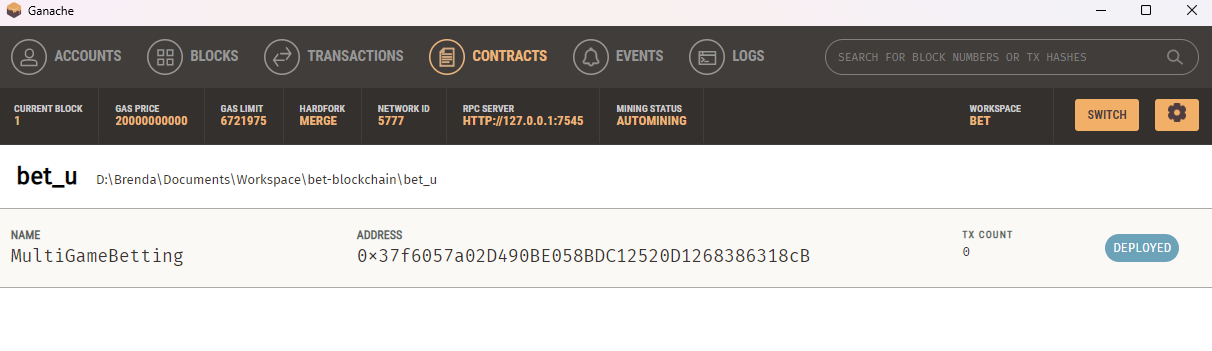 Ganache
ACCOUNTS BLOCKS TRANSACTIONS CONTRACTS EVENTS LOGS SEARCH FOR BLOCK NUMBERS OR TX HASHES
CURRENT BLOCK GAS PRICE GAS LIMIT HARDFORK NETWORK ID RPC SERVER MINING STATUS WORKSPACE
1 20000000000 6721975 MERGE 5777 HTTP://127.0.0.1:7545 AUTOMINING BET SWITCH
bet_u D:\Brenda\Documents\Workspace\bet-blockchain\bet_u
NAME ADDRESS TX COUNT
MultiGameBetting 0×37f6057a02D490BE058BDC12520D1268386318cB 0 DEPLOYED